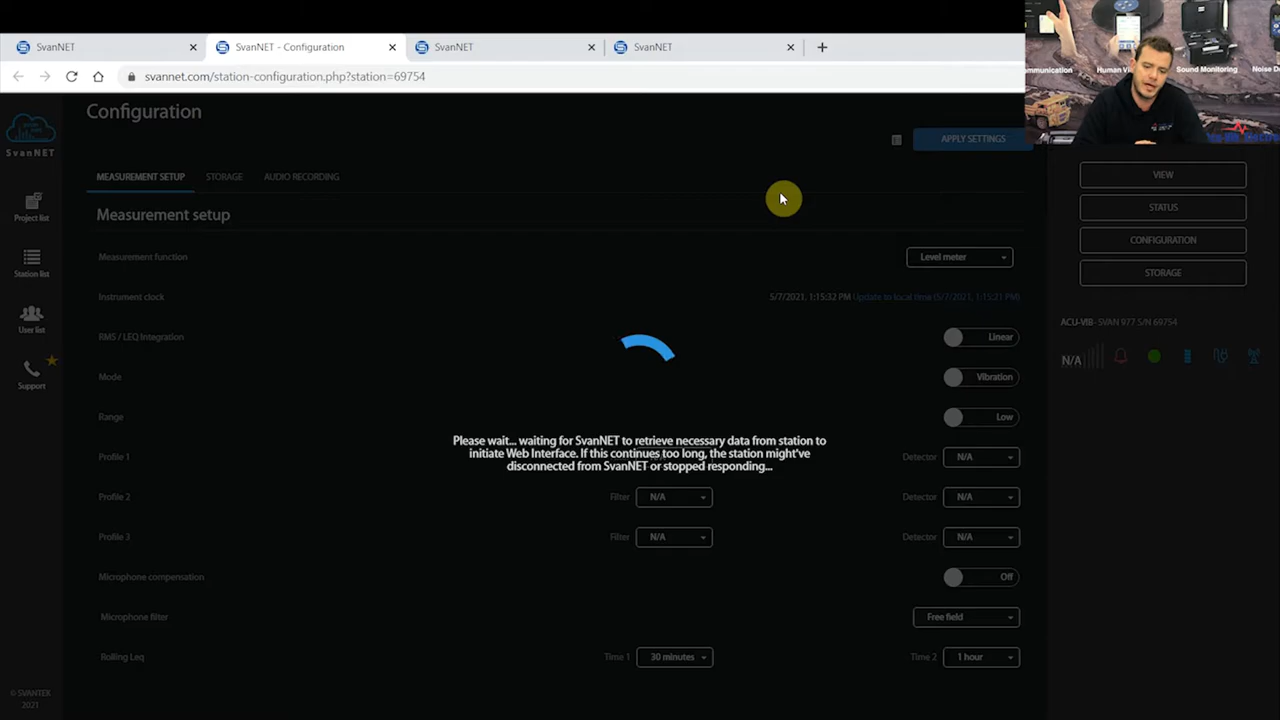 SvanNET
SvanNET - Configuration
SvanNET
SvanNET
svannet.com/station-configuration.php?station=69754
mmunication
Human Vi
Sound Monitoring
Noise Do
SvanNET
Project list
Station list
User list
Support
© SVANTEK
2021
Configuration
APPLY SETTINGS
MEASUREMENT SETUP STORAGE AUDIO RECORDING
Measurement setup
Measurement function Level meter
Instrument clock 5/7/2021, 1:15:32 PM Update to local time (5/7/2021, 1:15:21 PM)
RMS / LEQ Integration Linear
Mode Vibration
Range Low
Please wait... waiting for SvanNET to retrieve necessary data from station to
initiate Web Interface. If this continues too long, the station might've
disconnected from SvanNET or stopped responding...
Profile 1 Detector N/A
Profile 2 Filter N/A Detector N/A
Profile 3 Filter N/A Detector N/A
Microphone compensation Off
Microphone filter Free field
Rolling Leq Time 1 30 minutes Time 2 1 hour
VIEW
STATUS
CONFIGURATION
STORAGE
ACU-VIB- SVAN 977 S/N 69754
N/A